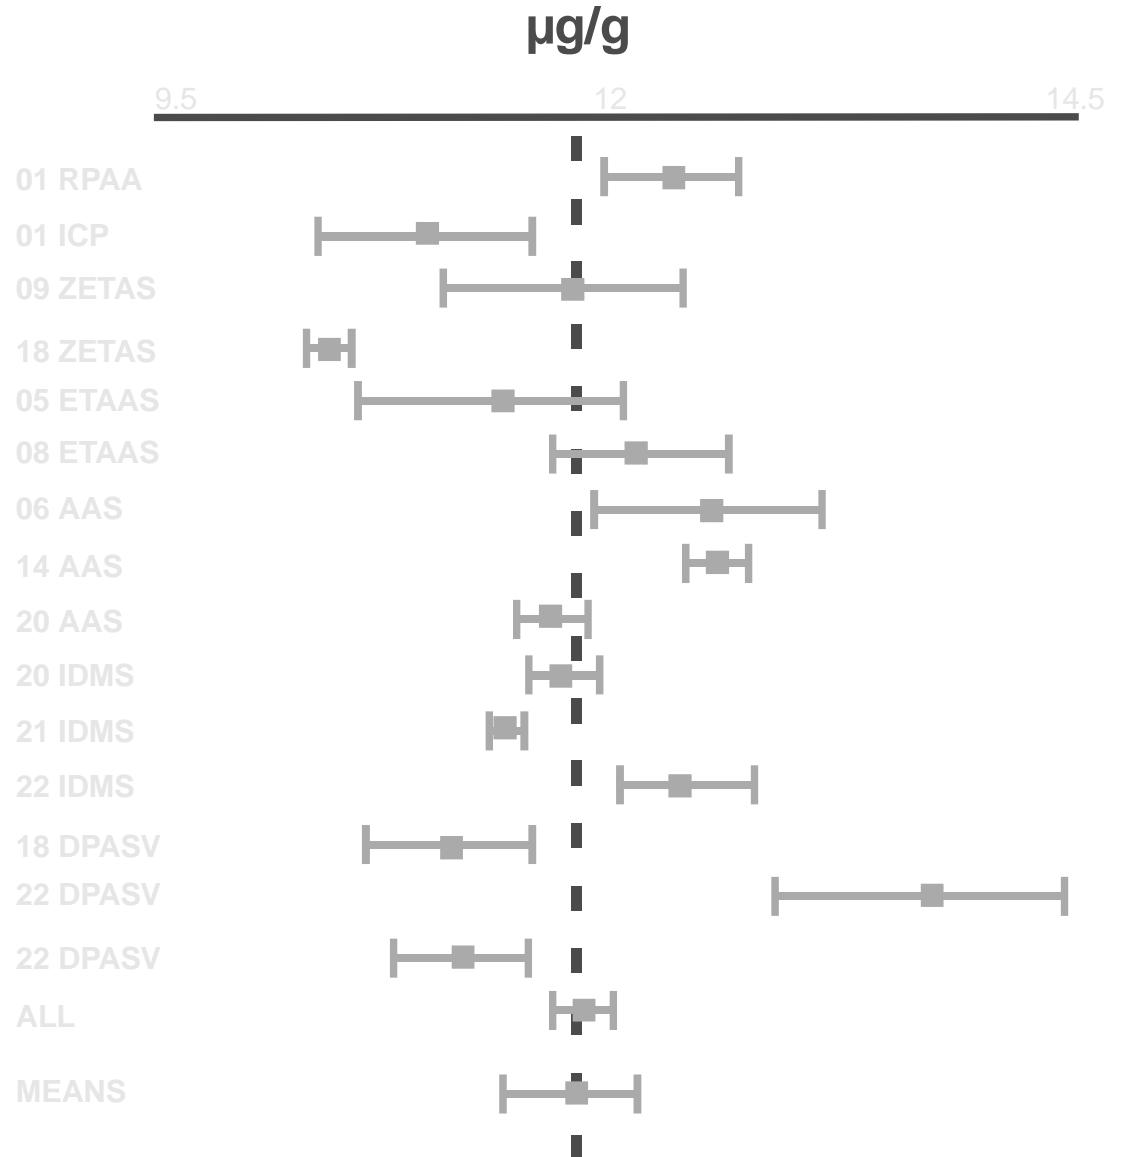 µg/g
9.5 12 14.5
01 RPAA
01 ICP
09 ZETAS
18 ZETAS
05 ETAAS
08 ETAAS
06 AAS
14 AAS
20 AAS
20 IDMS
21 IDMS
22 IDMS
18 DPASV
22 DPASV
22 DPASV
ALL
MEANS